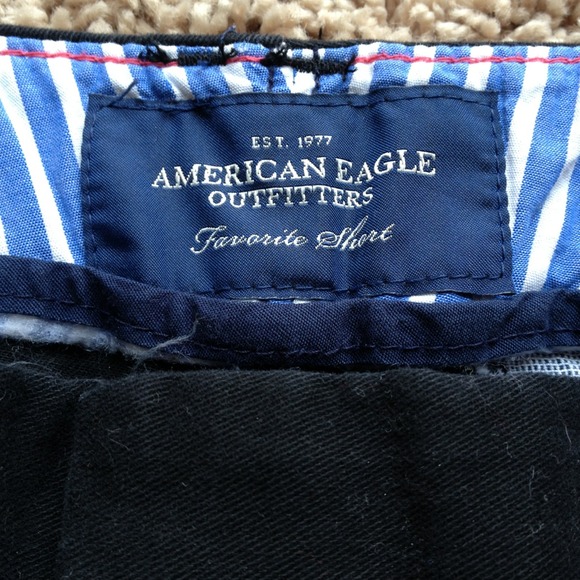 EST. 1977
AMERICAN EAGLE
OUTFITTERS
Favorite Short